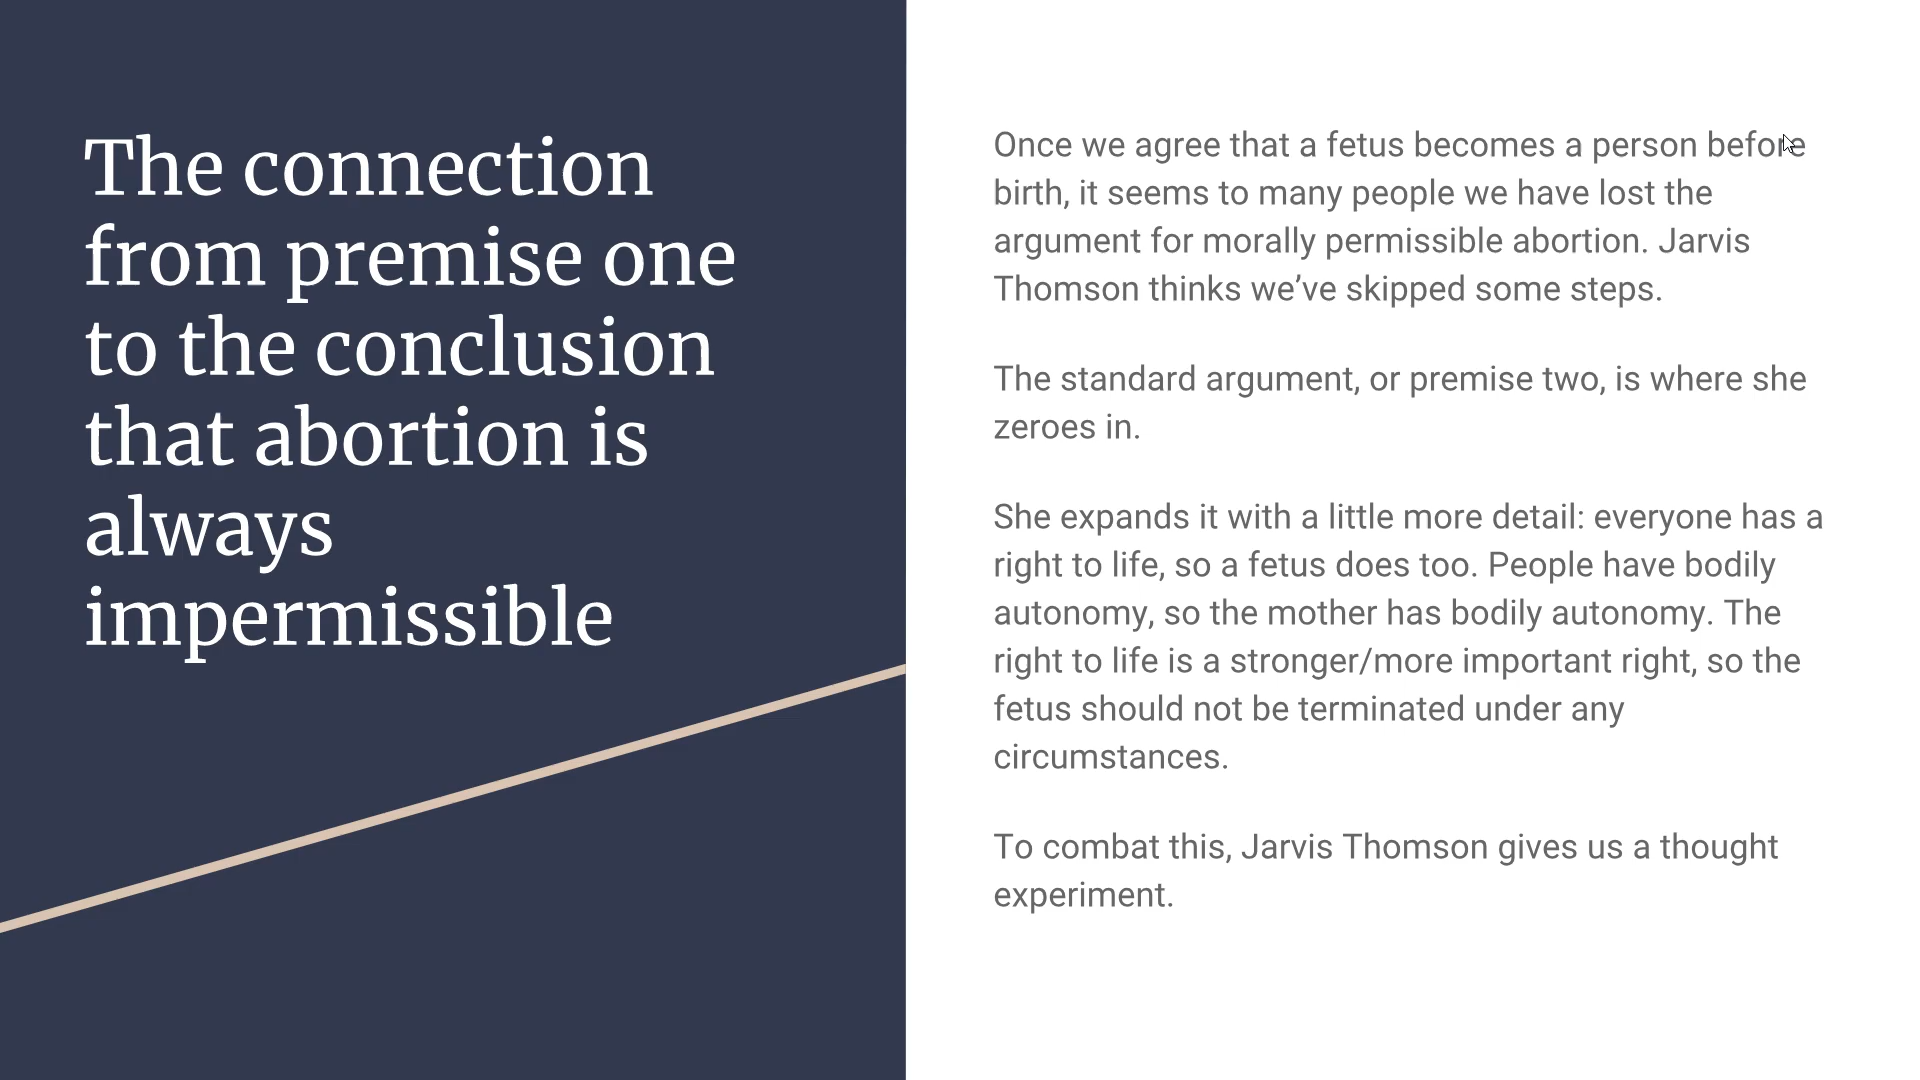 The connection
from premise one
to the conclusion
that abortion is
always
impermissible
Once we agree that a fetus becomes a person before
birth, it seems to many people we have lost the
argument for morally permissible abortion. Jarvis
Thomson thinks we’ve skipped some steps.
The standard argument, or premise two, is where she
zeroes in.
She expands it with a little more detail: everyone has a
right to life, so a fetus does too. People have bodily
autonomy, so the mother has bodily autonomy. The
right to life is a stronger/more important right, so the
fetus should not be terminated under any
circumstances.
To combat this, Jarvis Thomson gives us a thought
experiment.